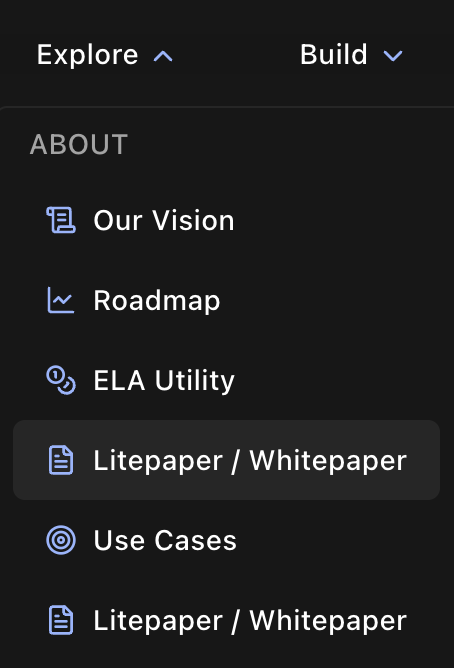 Explore Build
ABOUT
Our Vision
Roadmap
ELA Utility
Litepaper / Whitepaper
Use Cases
Litepaper / Whitepaper